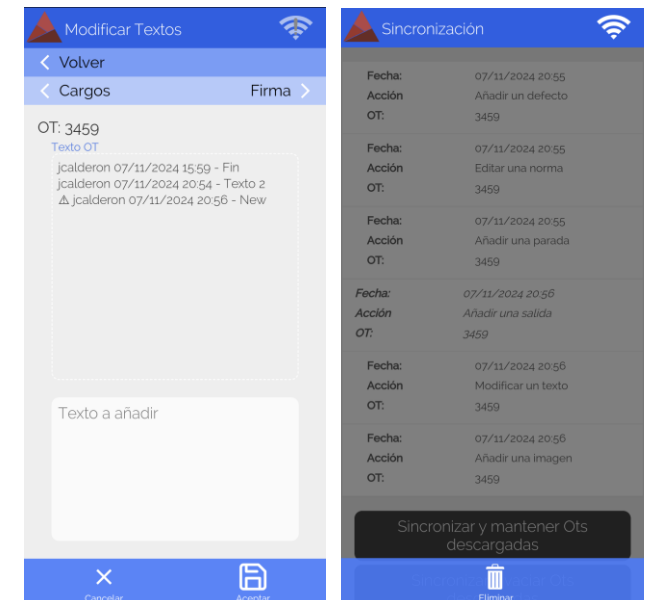 Modificar Textos
Volver
Cargos Firma
OT: 3459
Texto OT
jcalderon 07/11/2024 15:59 - Fin
jcalderon 07/11/2024 20:54 - Texto 2
⚠ jcalderon 07/11/2024 20:56 - New
Texto a añadir
Cancelar Aceptar
Sincronización
Fecha: 07/11/2024 20:55
Acción Añadir un defecto
OT: 3459
Fecha: 07/11/2024 20:55
Acción Editar una norma
OT: 3459
Fecha: 07/11/2024 20:55
Acción Añadir una parada
OT: 3459
Fecha: 07/11/2024 20:56
Acción Añadir una salida
OT: 3459
Fecha: 07/11/2024 20:56
Acción Modificar un texto
OT: 3459
Fecha: 07/11/2024 20:56
Acción Añadir una imagen
OT: 3459
Sincronizar y mantener Ots
descargadas
Eliminar